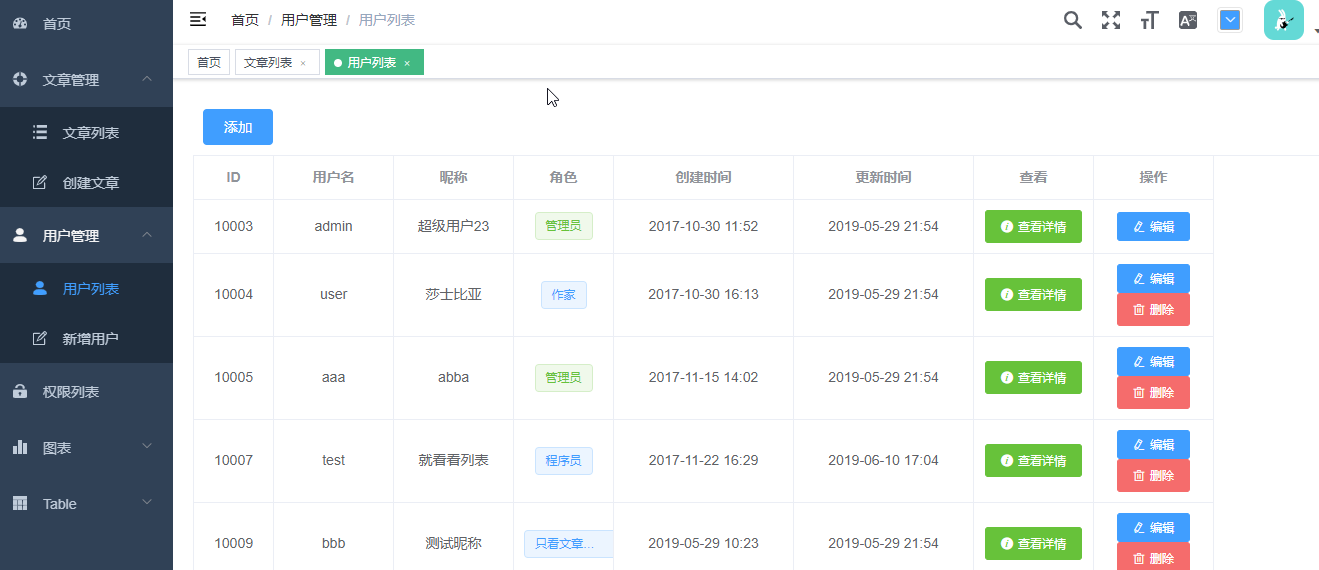 首页
文章管理
文章列表
创建文章
用户管理
用户列表
新增用户
权限列表
图表
Table
首页 / 用户管理 / 用户列表
首页 文章列表 × 用户列表 ×
添加
ID 用户名 昵称 角色 创建时间 更新时间 查看 操作
10003 admin 超级用户23 管理员 2017-10-30 11:52 2019-05-29 21:54 查看详情 编辑
10004 user 莎士比亚 作家 2017-10-30 16:13 2019-05-29 21:54 查看详情 编辑
删除
10005 aaa abba 管理员 2017-11-15 14:02 2019-05-29 21:54 查看详情 编辑
删除
10007 test 就看看列表 程序员 2017-11-22 16:29 2019-06-10 17:04 查看详情 编辑
删除
10009 bbb 测试昵称 只看文章... 2019-05-29 10:23 2019-05-29 21:54 查看详情 编辑
删除